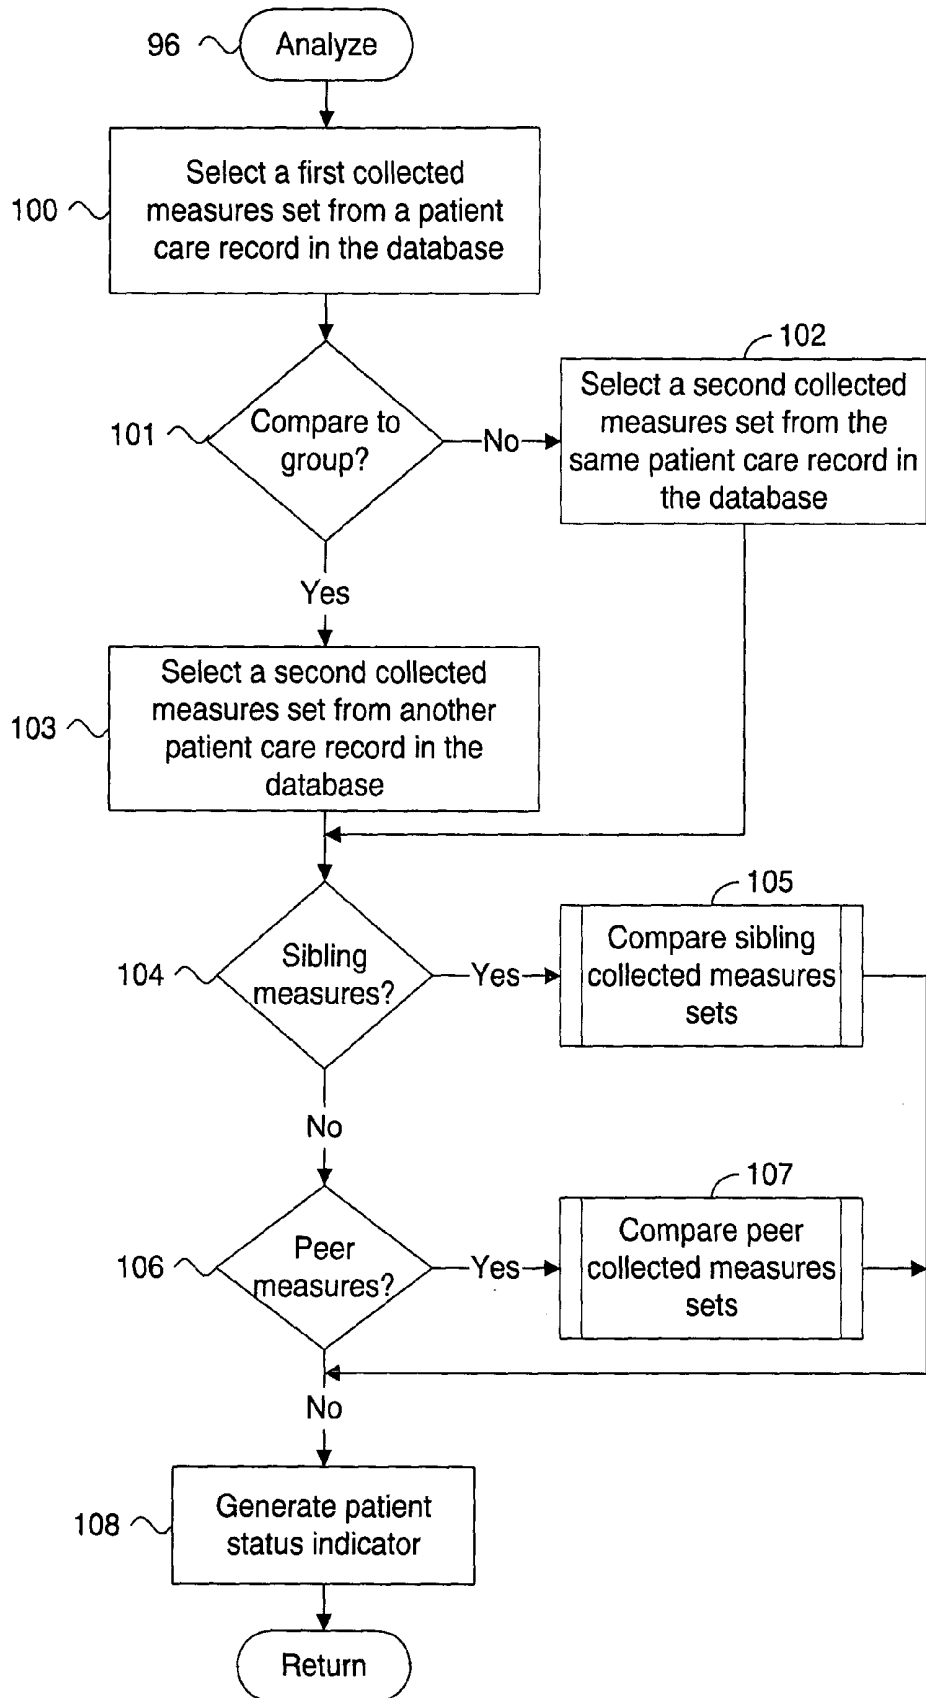 96
Analyze
Select a first collected
measures set from a patient
care record in the database
100
102
Compare to
group?
101
No
Select a second collected
measures set from the
same patient care record in
the database
Yes
Select a second collected
measures set from another
patient care record in the
database
103
105
Sibling
measures?
104
Yes
Compare sibling
collected measures
sets
No
107
Peer
measures?
106
Yes
Compare peer
collected measures
sets
No
Generate patient
status indicator
108
Return